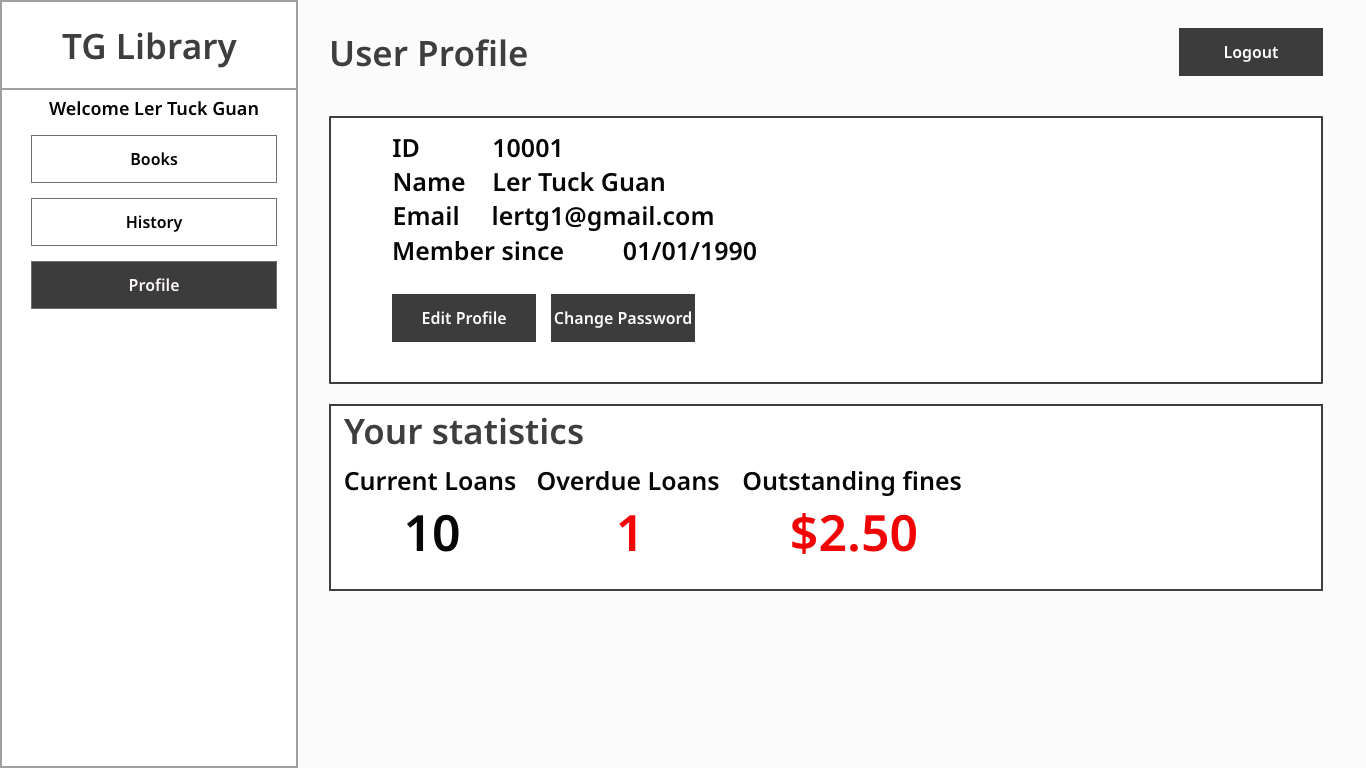 TG Library
Welcome Ler Tuck Guan
Books
History
Profile
User Profile
Logout
ID 10001
Name Ler Tuck Guan
Email lertg1@gmail.com
Member since 01/01/1990
Edit Profile Change Password
Your statistics
Current Loans Overdue Loans Outstanding fines
10 1 $2.50